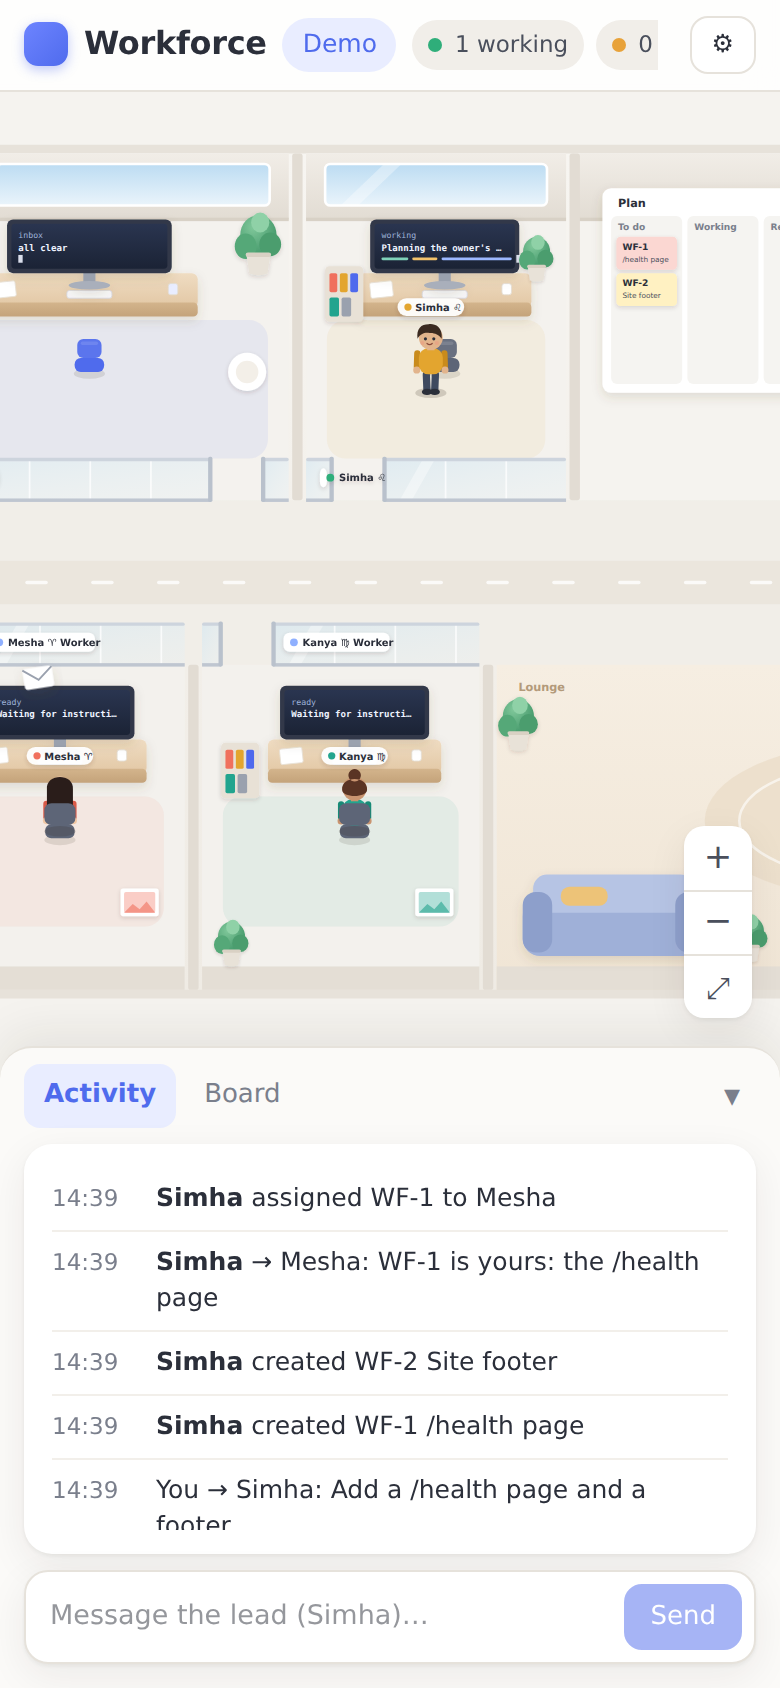 Workforce
Demo
1 working
0
⚙
Plan
To do
Working
WF-1
/health page
WF-2
Site footer
inbox
all clear
working
Planning the owner's …
Simha ♌
Simha ♌
Mesha ♈ Worker
Kanya ♍ Worker
ready
Waiting for instructi…
Mesha ♈
ready
Waiting for instructi…
Kanya ♍
Lounge
+
−
⤢
Activity
Board
▼
14:39 Simha assigned WF-1 to Mesha
14:39 Simha → Mesha: WF-1 is yours: the /health
page
14:39 Simha created WF-2 Site footer
14:39 Simha created WF-1 /health page
14:39 You → Simha: Add a /health page and a
footer
Message the lead (Simha)…
Send